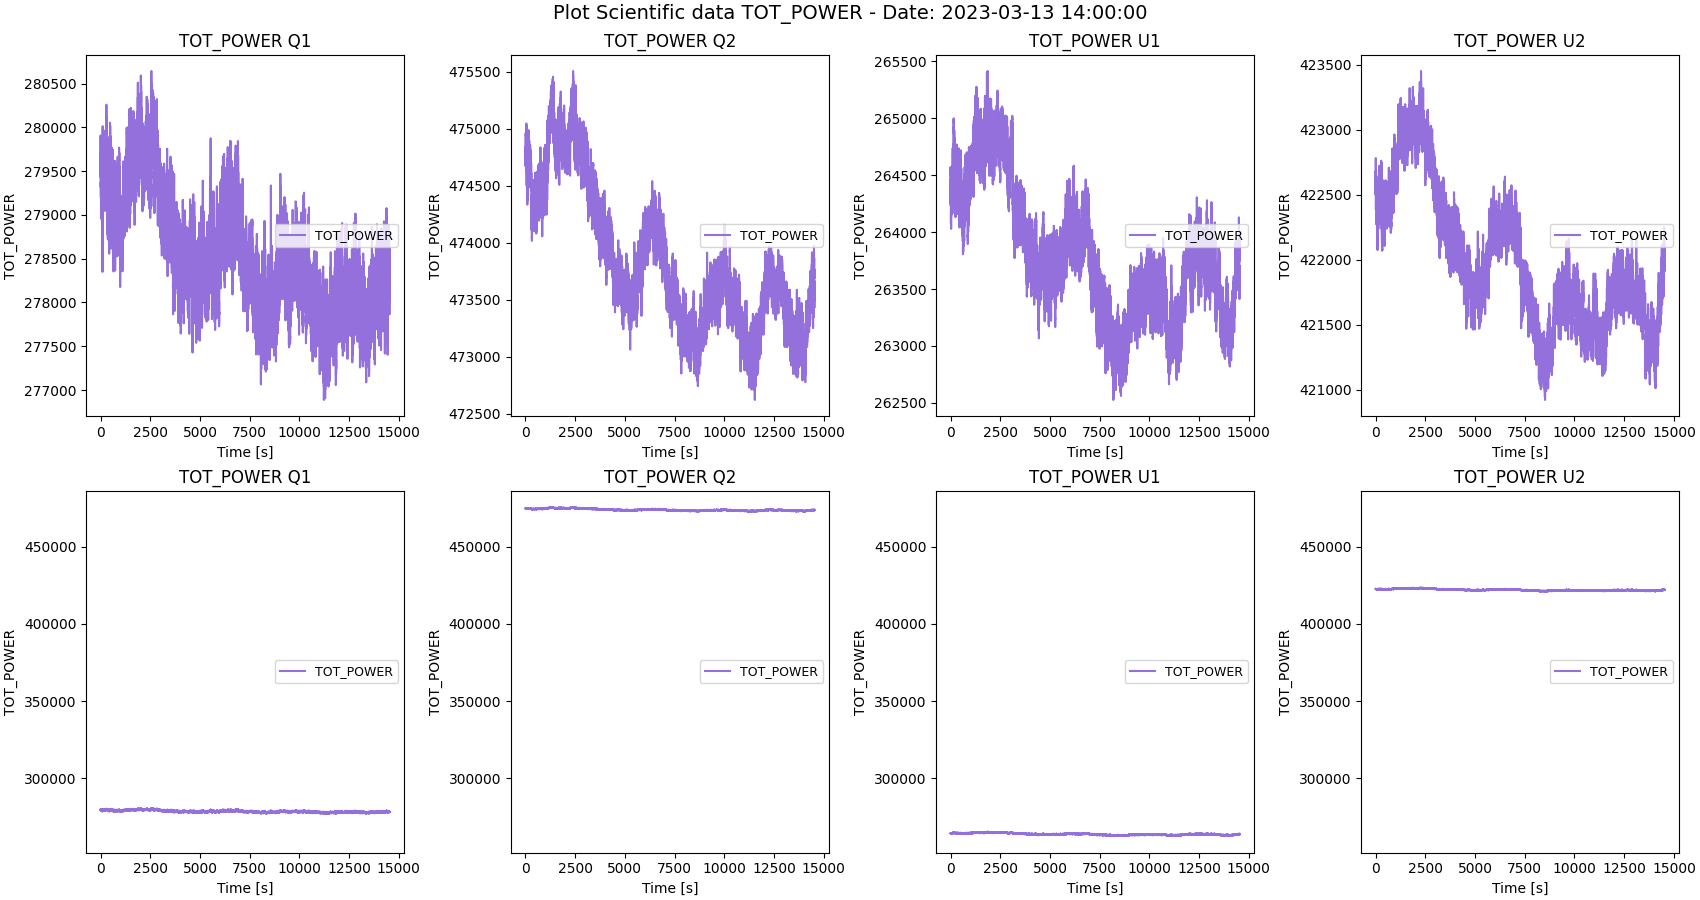 Plot Scientific data TOT_POWER - Date: 2023-03-13 14:00:00
TOT_POWER Q1
TOT_POWER
280500
280000
279500
279000
278500
278000
277500
277000
TOT_POWER
0 2500 5000 7500 10000 12500 15000
Time [s]
TOT_POWER Q2
TOT_POWER
475500
475000
474500
474000
473500
473000
472500
TOT_POWER
0 2500 5000 7500 10000 12500 15000
Time [s]
TOT_POWER U1
TOT_POWER
265500
265000
264500
264000
263500
263000
262500
TOT_POWER
0 2500 5000 7500 10000 12500 15000
Time [s]
TOT_POWER U2
TOT_POWER
423500
423000
422500
422000
421500
421000
TOT_POWER
0 2500 5000 7500 10000 12500 15000
Time [s]
TOT_POWER Q1
TOT_POWER
450000
400000
350000
300000
TOT_POWER
0 2500 5000 7500 10000 12500 15000
Time [s]
TOT_POWER Q2
TOT_POWER
450000
400000
350000
300000
TOT_POWER
0 2500 5000 7500 10000 12500 15000
Time [s]
TOT_POWER U1
TOT_POWER
450000
400000
350000
300000
TOT_POWER
0 2500 5000 7500 10000 12500 15000
Time [s]
TOT_POWER U2
TOT_POWER
450000
400000
350000
300000
TOT_POWER
0 2500 5000 7500 10000 12500 15000
Time [s]